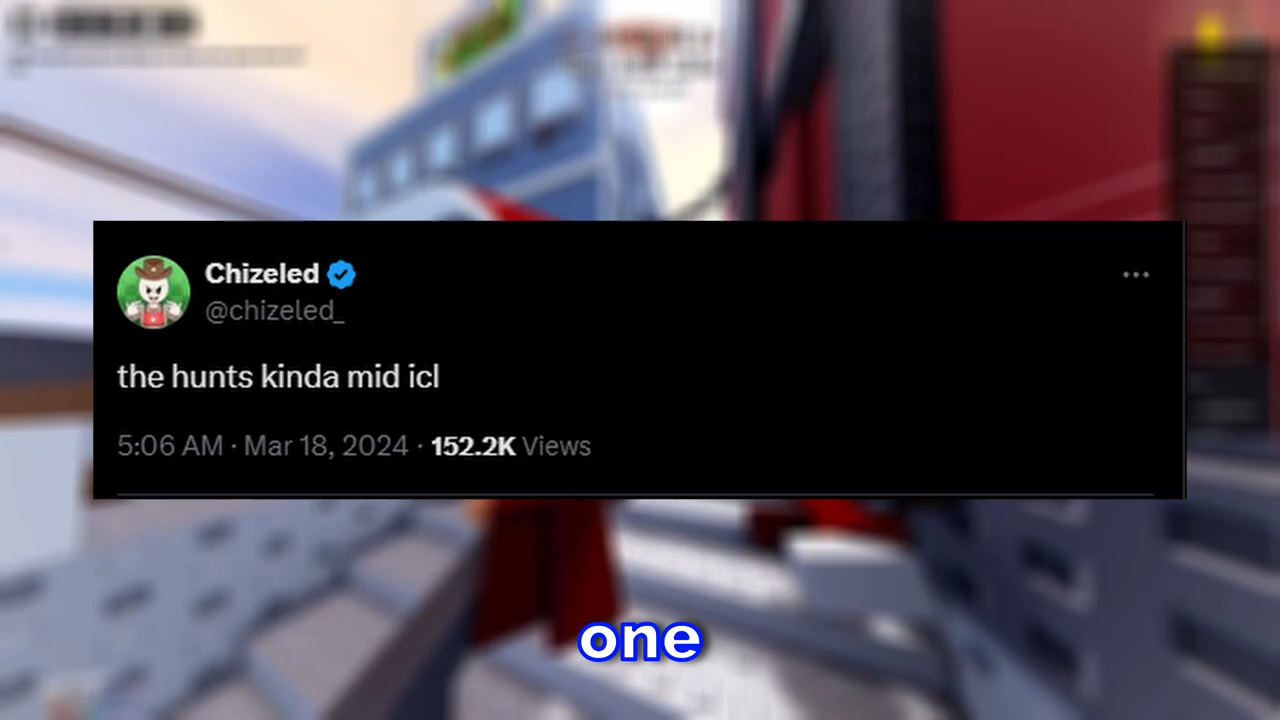 Chizeled
@chizeled_
the hunts kinda mid icl
5:06 AM · Mar 18, 2024 · 152.2K Views
one